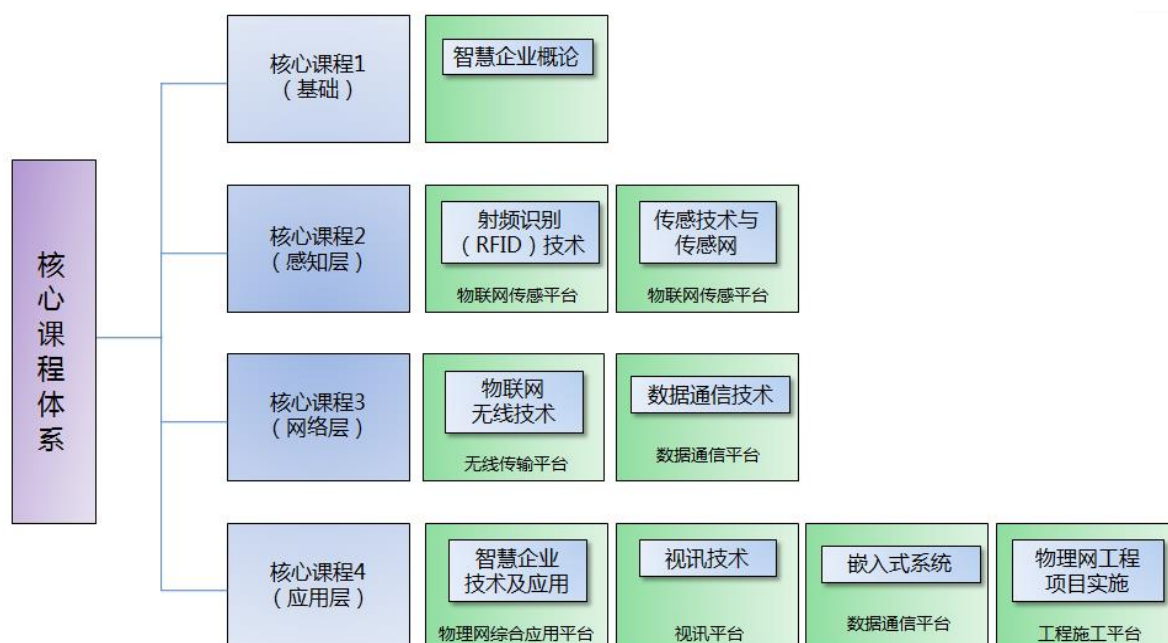 核心课程体系
核心课程1
（基础）
智慧企业概论
核心课程2
（感知层）
射频识别
（RFID）技术
物联网传感平台
传感技术与
传感网
物联网传感平台
核心课程3
（网络层）
物联网
无线技术
无线传输平台
数据通信技术
数据通信平台
核心课程4
（应用层）
智慧企业
技术及应用
物理网综合应用平台
视讯技术
视讯平台
嵌入式系统
数据通信平台
物理网工程
项目实施
工程施工平台